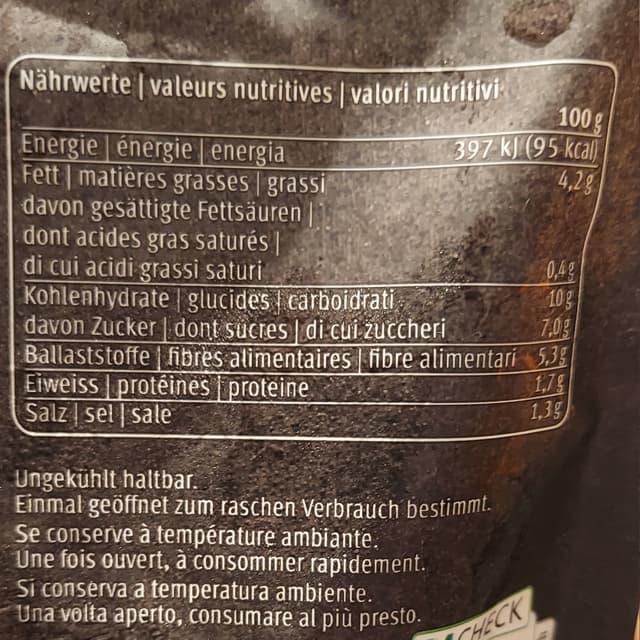 Nährwerte | valeurs nutritives | valori nutritivi
100 g
Energie | énergie | energia 397 kJ (95 kcal)
Fett | matières grasses | grassi 4,2 g
davon gesättigte Fettsäuren |
dont acides gras saturés |
di cui acidi grassi saturi 0,4 g
Kohlenhydrate | glucides | carboidrati 10 g
davon Zucker | dont sucres | di cui zuccheri 7,0 g
Ballaststoffe | fibres alimentaires | fibre alimentari 5,3 g
Eiweiss | protéines | proteine 1,7 g
Salz | sel | sale 1,3 g
Ungekühlt haltbar.
Einmal geöffnet zum raschen Verbrauch bestimmt.
Se conserve à température ambiante.
Une fois ouvert, à consommer rapidement.
Si conserva a temperatura ambiente.
Una volta aperto, consumare al più presto.
CHECK